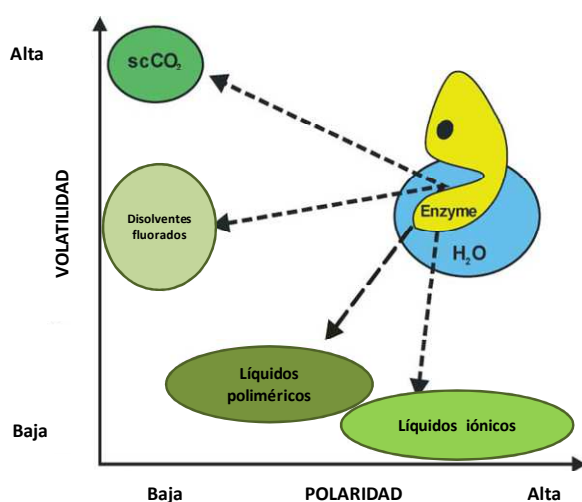 Alta
scCO₂
VOLATILIDAD
Disolventes
fluorados
Enzyme
H₂O
Líquidos
poliméricos
Líquidos iónicos
Baja
Baja
POLARIDAD
Alta